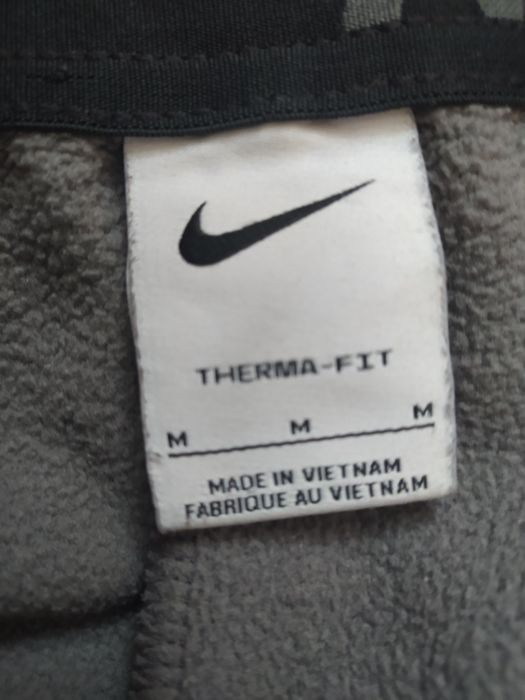 THERMA-FIT
M M M
MADE IN VIETNAM
FABRIQUE AU VIETNAM